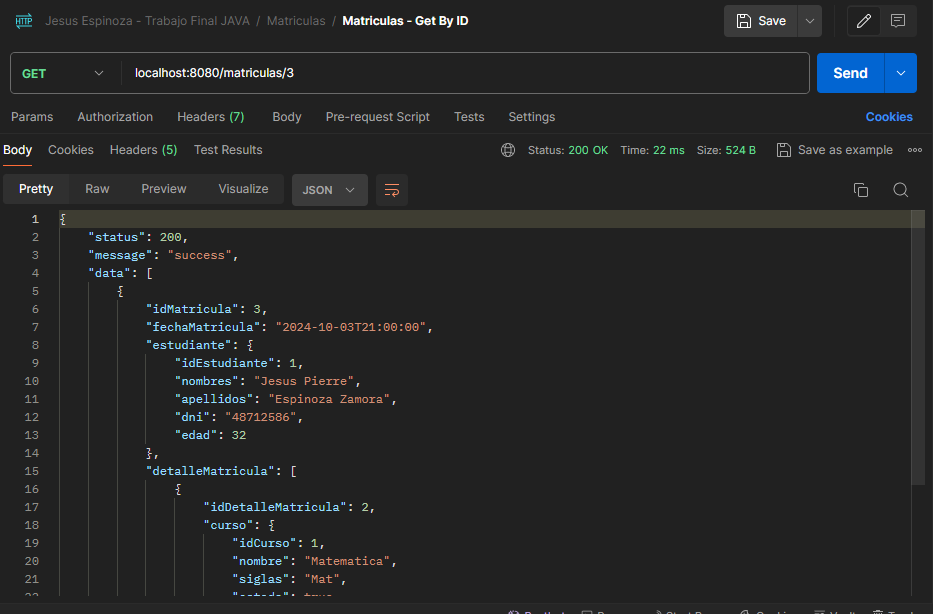 HTTP Jesus Espinoza - Trabajo Final JAVA / Matriculas / Matriculas - Get By ID Save
GET localhost:8080/matriculas/3 Send
Params Authorization Headers (7) Body Pre-request Script Tests Settings Cookies
Body Cookies Headers (5) Test Results Status: 200 OK Time: 22 ms Size: 524 B Save as example
Pretty Raw Preview Visualize JSON
1 {
2 "status": 200,
3 "message": "success",
4 "data": [
5 {
6 "idMatricula": 3,
7 "fechaMatricula": "2024-10-03T21:00:00",
8 "estudiante": {
9 "idEstudiante": 1,
10 "nombres": "Jesus Pierre",
11 "apellidos": "Espinoza Zamora",
12 "dni": "48712586",
13 "edad": 32
14 },
15 "detalleMatricula": [
16 {
17 "idDetalleMatricula": 2,
18 "curso": {
19 "idCurso": 1,
20 "nombre": "Matematica",
21 "siglas": "Mat",